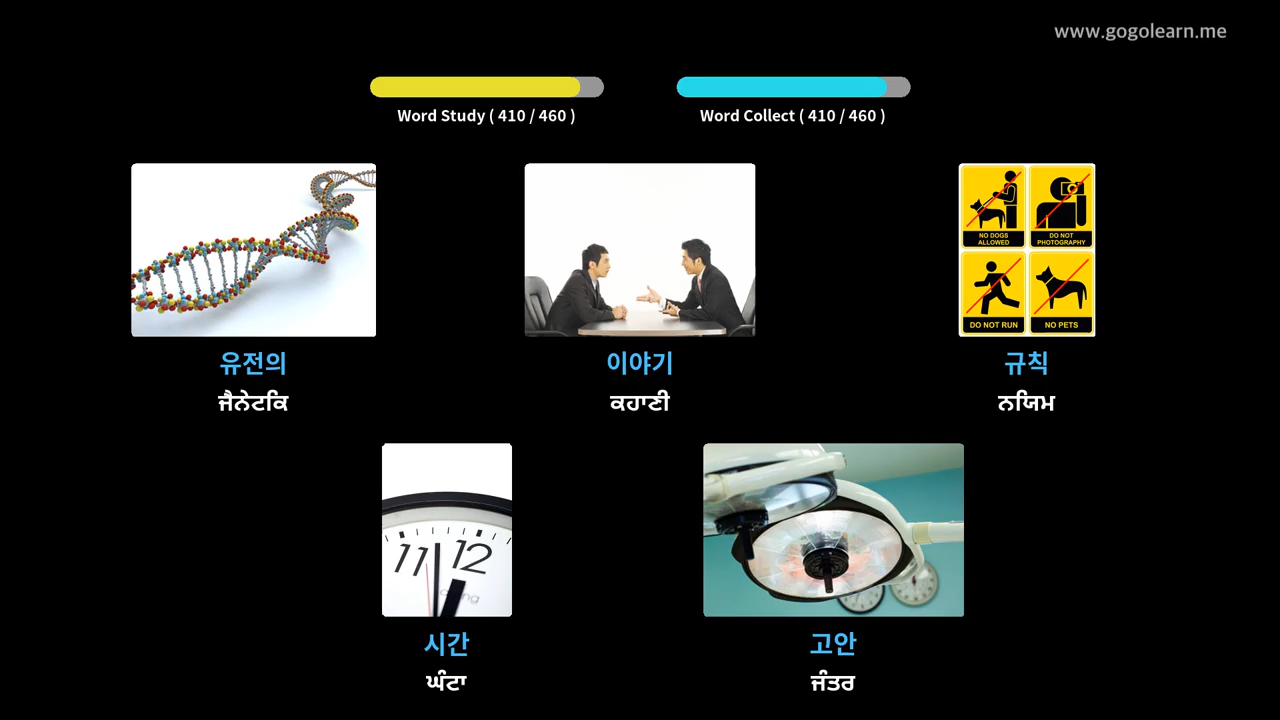 www.gogolearn.me
Word Study ( 410 / 460 )
Word Collect ( 410 / 460 )
NO DOGS
ALLOWED
DO NOT
PHOTOGRAPHY
DO NOT RUN
NO PETS
유전의
이야기
규칙
ਜੈਨੇਟਕਿ
ਕਹਾਣੀ
ਨਯਿਮ
11 12
시간
고안
ਘੰਟਾ
ਜੰਤਰ